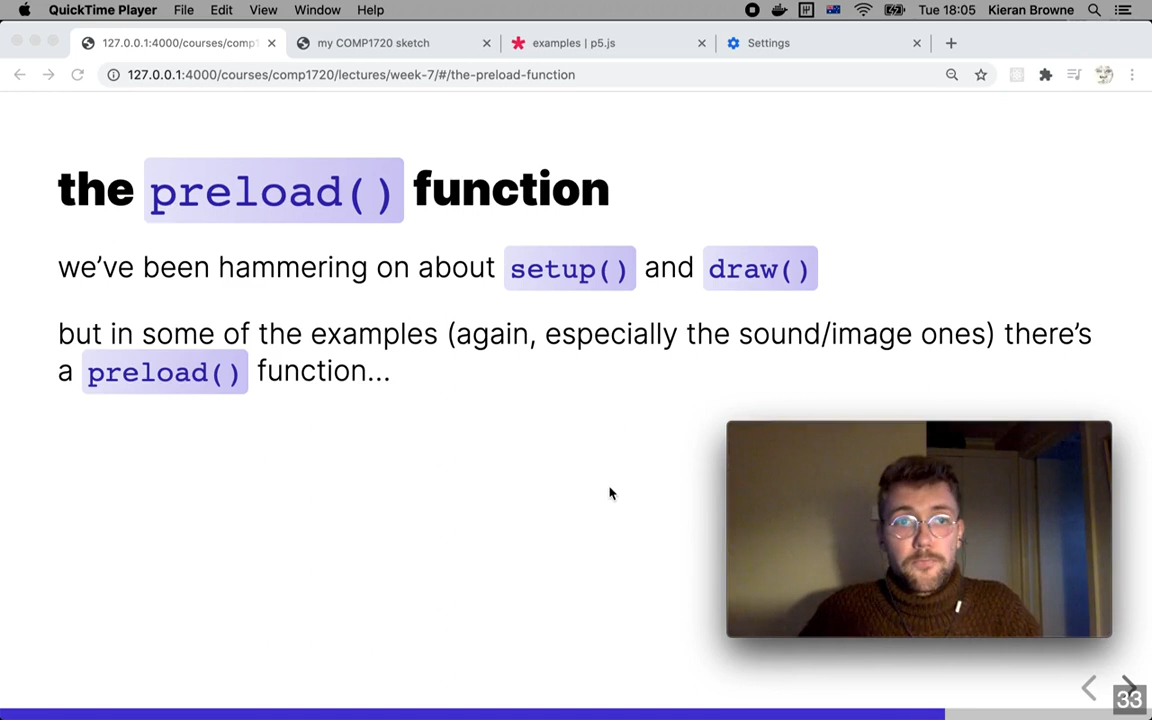 QuickTime Player File Edit View Window Help Tue 18:05 Kieran Browne
127.0.0.1:4000/courses/comp1 my COMP1720 sketch examples | p5.js Settings
127.0.0.1:4000/courses/comp1720/lectures/week-7/#/the-preload-function
the preload() function
we've been hammering on about setup() and draw()
but in some of the examples (again, especially the sound/image ones) there's
a preload() function...
33